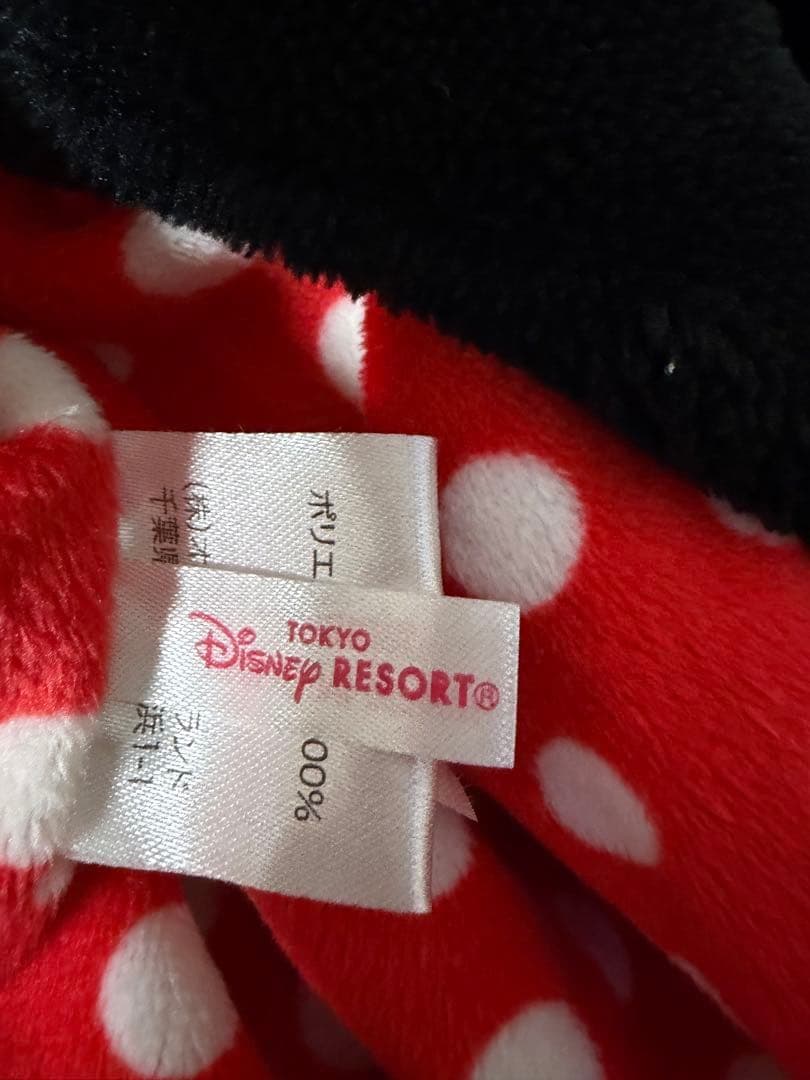 TOKYO
Disney RESORT®
ポリエ
00%
(株)オ
ランド
千葉県
浜1-1